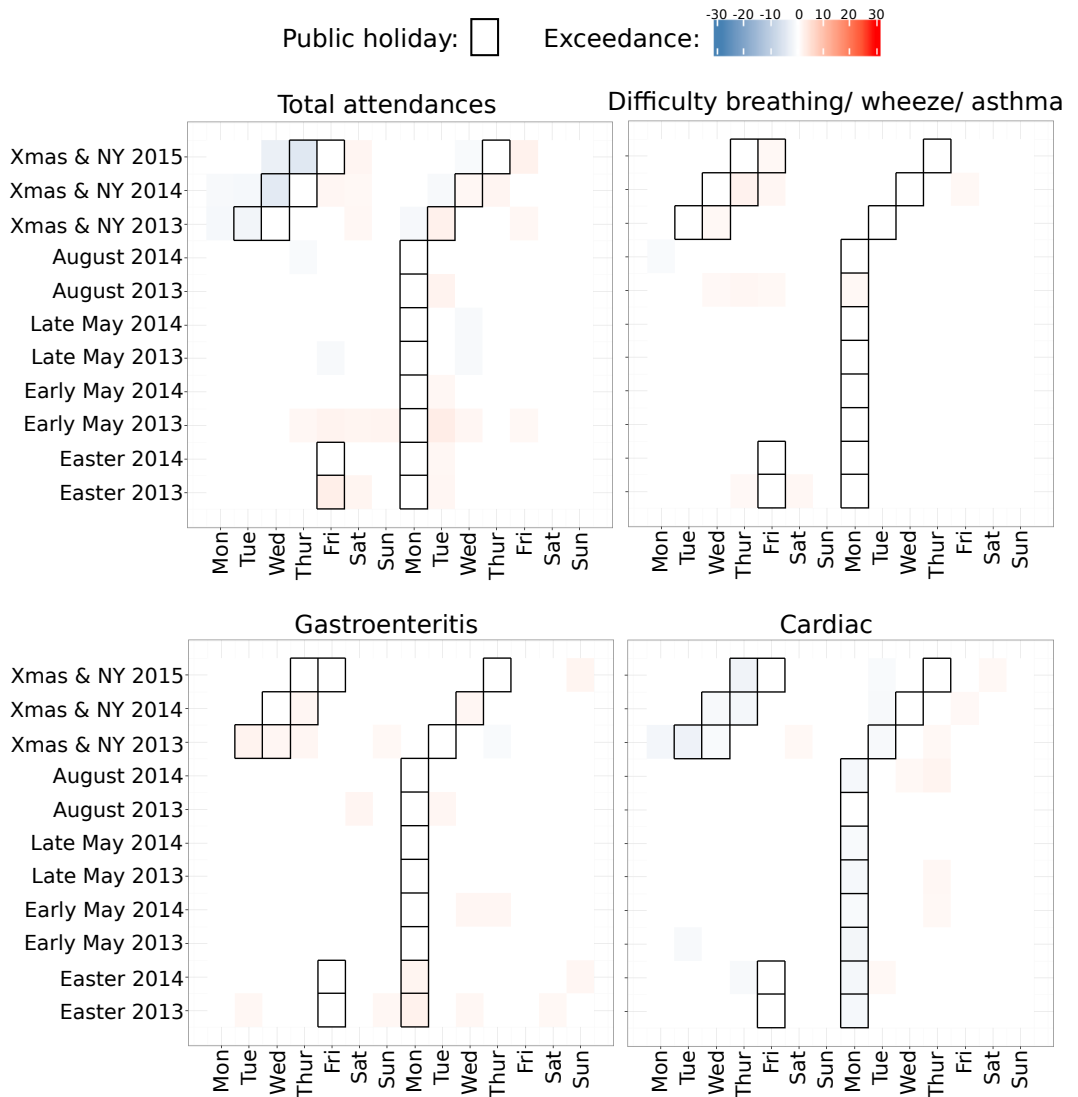 -30 -20 -10 0 10 20 30
Public holiday: Exceedance:
Total attendances
Difficulty breathing/ wheeze/ asthma
Xmas & NY 2015
Xmas & NY 2014
Xmas & NY 2013
August 2014
August 2013
Late May 2014
Late May 2013
Early May 2014
Early May 2013
Easter 2014
Easter 2013
Mon Tue Wed Thur Fri Sat Sun Mon Tue Wed Thur Fri Sat Sun
Mon Tue Wed Thur Fri Sat Sun Mon Tue Wed Thur Fri Sat Sun
Gastroenteritis
Cardiac
Xmas & NY 2015
Xmas & NY 2014
Xmas & NY 2013
August 2014
August 2013
Late May 2014
Late May 2013
Early May 2014
Early May 2013
Easter 2014
Easter 2013
Mon Tue Wed Thur Fri Sat Sun Mon Tue Wed Thur Fri Sat Sun
Mon Tue Wed Thur Fri Sat Sun Mon Tue Wed Thur Fri Sat Sun